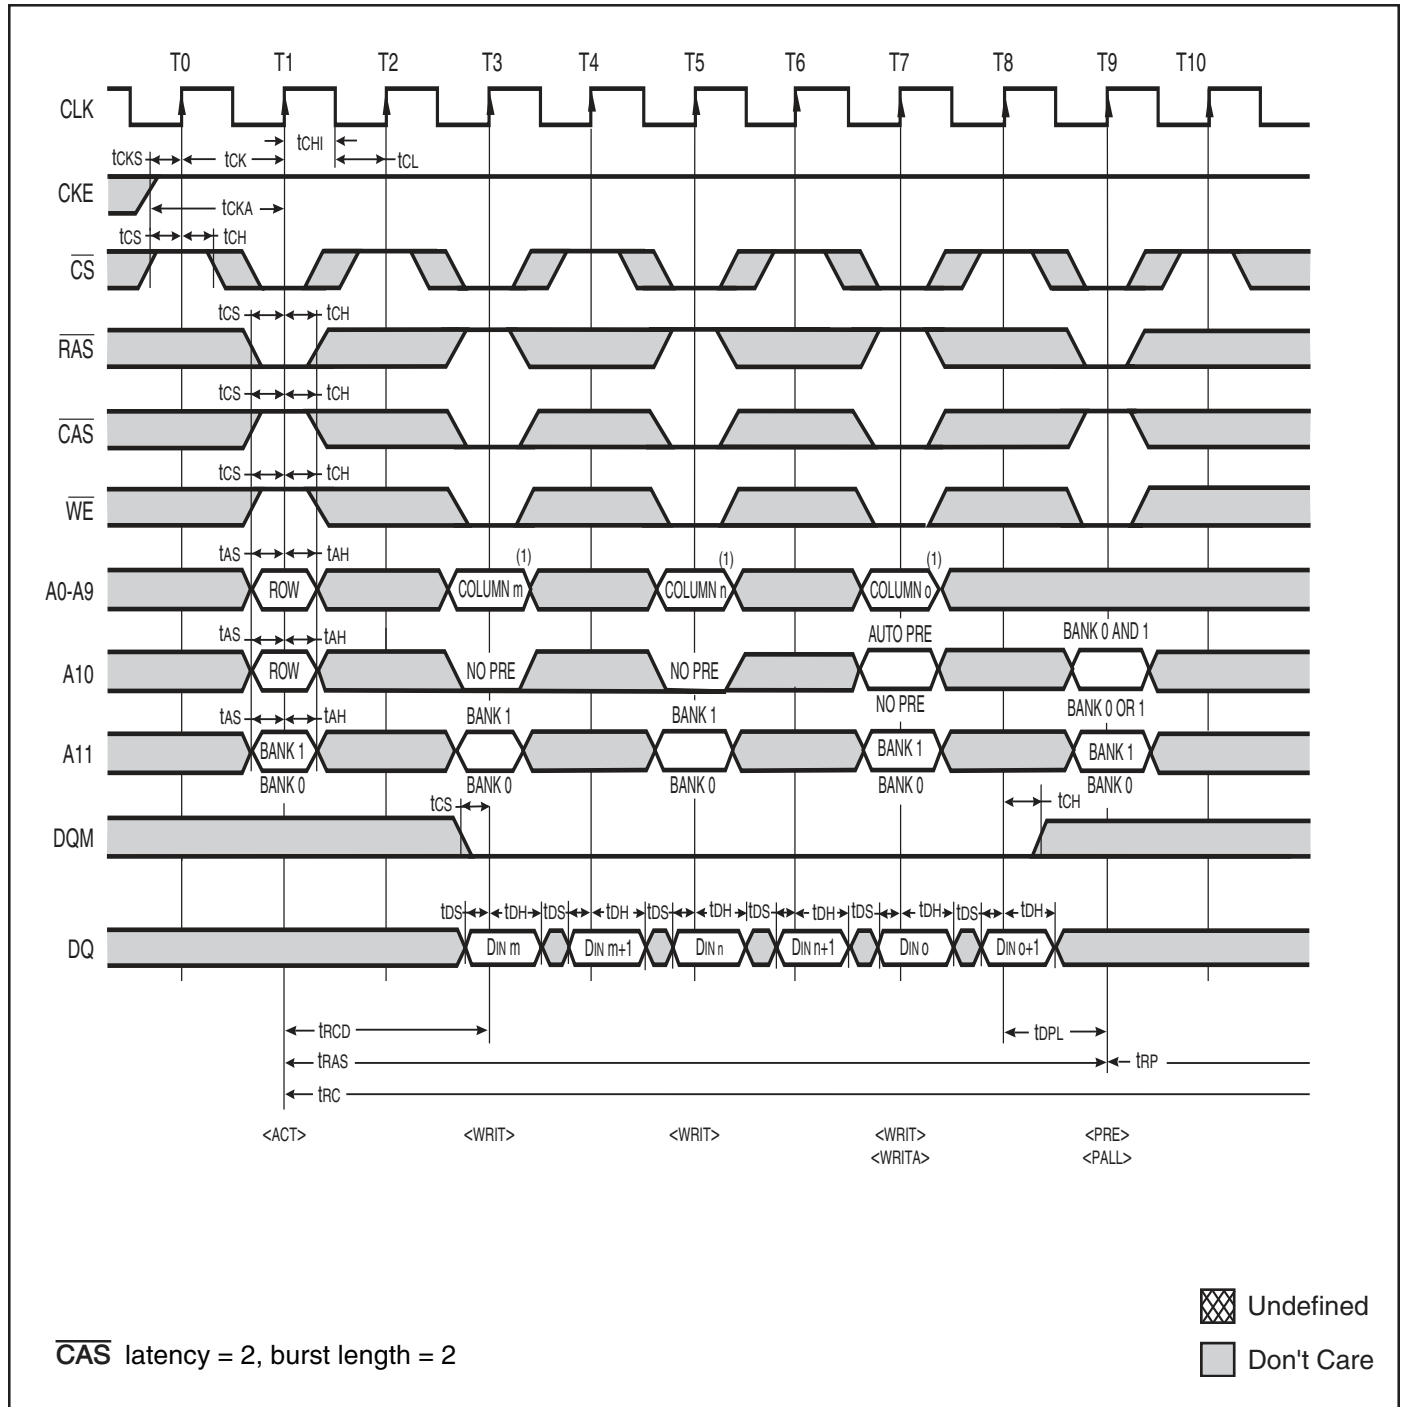 T0 T1 T2 T3 T4 T5 T6 T7 T8 T9 T10
CLK
tCHI
tCKS tCK tCL
CKE
tCKA
tCS tCH
CS
tCS tCH
RAS
tCS tCH
CAS
tCS tCH
WE
tAS tAH (1) (1) (1)
A0-A9 ROW COLUMN m COLUMN n COLUMN o
tAS tAH AUTO PRE BANK 0 AND 1
A10 ROW NO PRE NO PRE
NO PRE BANK 0 OR 1
tAS tAH BANK 1 BANK 1
A11 BANK 1 BANK 1 BANK 1
BANK 0 BANK 0 BANK 0 BANK 0 BANK 0
tCS tCH
DQM
tDS tDH tDS tDH tDS tDH tDS tDH tDS tDH tDS tDH
DQ DIN m DIN m+1 DIN n DIN n+1 DIN o DIN o+1
tRCD tDPL
tRAS tRP
tRC
<ACT> <WRIT> <WRIT> <WRIT> <PRE>
<WRITA> <PALL>
Undefined
CAS latency = 2, burst length = 2
Don't Care